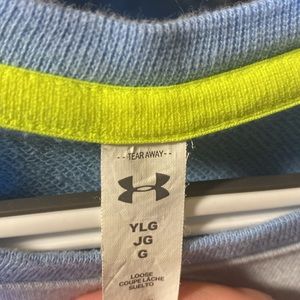 --TEAR AWAY--
YLG
JG
G
LOOSE
COUPE LÂCHE
SUELTO